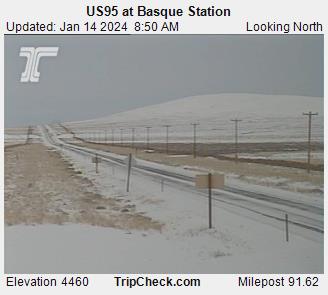 US95 at Basque Station
Updated: Jan 14 2024 8:50 AM Looking North
Elevation 4460 TripCheck.com Milepost 91.62